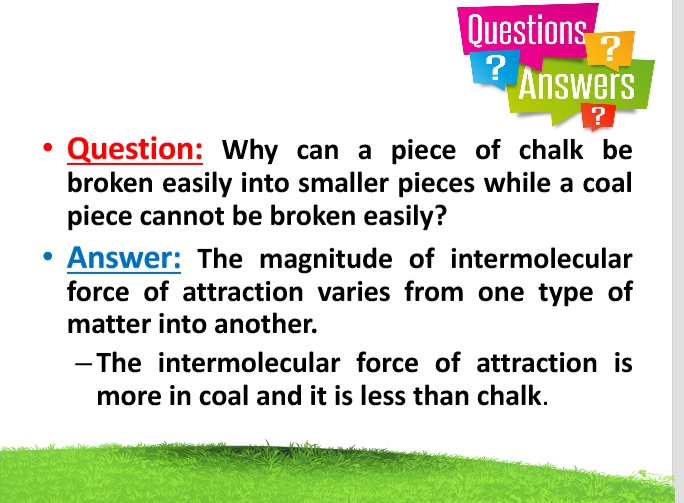 Questions
?
?
Answers
?
• Question: Why can a piece of chalk be
broken easily into smaller pieces while a coal
piece cannot be broken easily?
• Answer: The magnitude of intermolecular
force of attraction varies from one type of
matter into another.
– The intermolecular force of attraction is
more in coal and it is less than chalk.